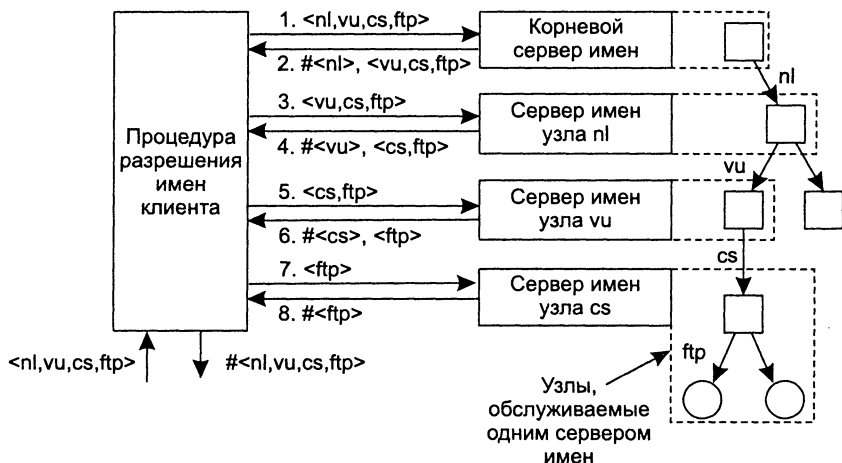 1. <nl,vu,cs,ftp>
2. #<nl>, <vu,cs,ftp>
Корневой
сервер имен
nl
3. <vu,cs,ftp>
4. #<vu>, <cs,ftp>
Сервер имен
узла nl
vu
Процедура
разрешения
имен
клиента
5. <cs,ftp>
6. #<cs>, <ftp>
Сервер имен
узла vu
cs
7. <ftp>
8. #<ftp>
Сервер имен
узла cs
ftp
<nl,vu,cs,ftp>
#<nl,vu,cs,ftp>
Узлы,
обслуживаемые
одним сервером
имен